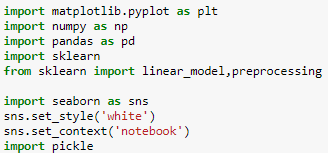 import matplotlib.pyplot as plt
import numpy as np
import pandas as pd
import sklearn
from sklearn import linear_model,preprocessing
import seaborn as sns
sns.set_style('white')
sns.set_context('notebook')
import pickle